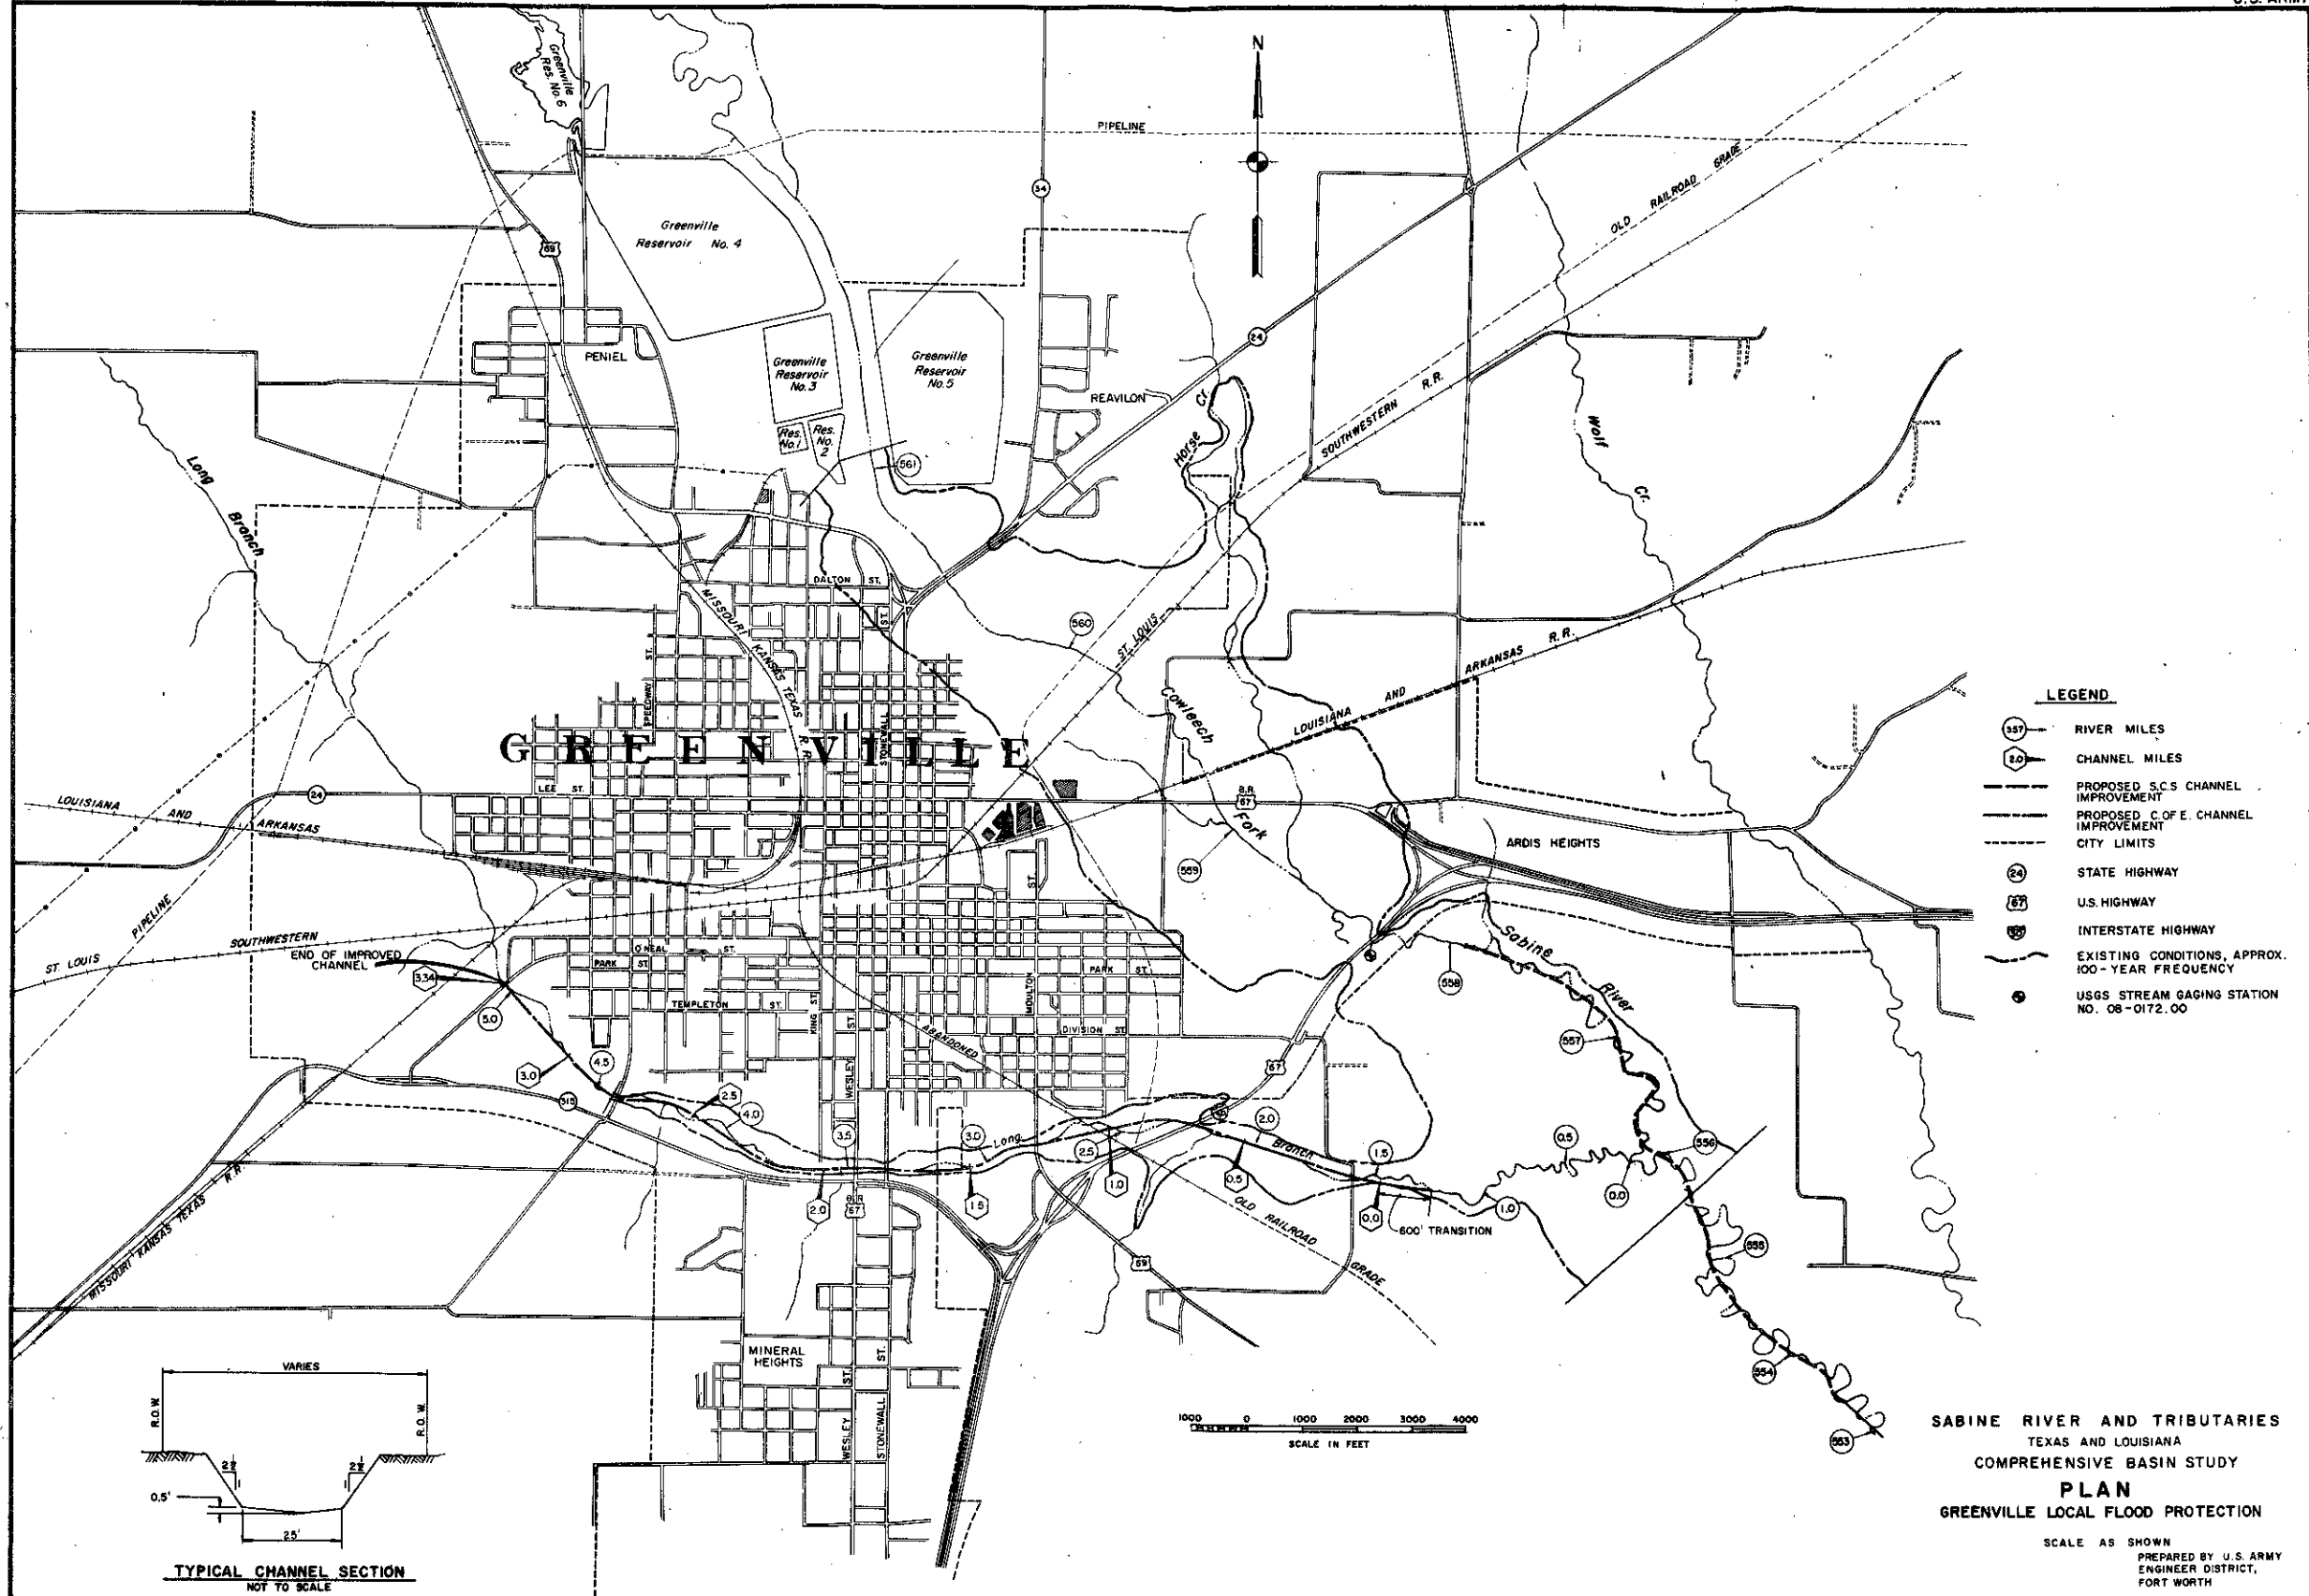 U.S. ARMY
Greenville
Res. No. 6
N
PIPELINE
34
OLD RAILROAD GRADE
Greenville
Reservoir No. 4
69
24
PENIEL
Greenville
Reservoir
No. 3
Greenville
Reservoir
No. 5
REAVILON
Res.
No. 1
Res.
No.
2
561
Horse Cr.
SOUTHWESTERN R.R.
Wolf Cr.
Long Branch
DALTON ST.
ST.
MISSOURI KANSAS TEXAS R.R.
560
ST. LOUIS
SPEEDWAY ST.
STONEWALL
Cowleech Fork
LOUISIANA AND ARKANSAS R.R.
GREENVILLE
LEE ST.
24
B.R.
67
LOUISIANA AND ARKANSAS
559
ARDIS HEIGHTS
ST.
PIPELINE
ST. LOUIS SOUTHWESTERN
END OF IMPROVED
CHANNEL
3.34
5.0
O'NEAL ST.
PARK ST.
TEMPLETON ST.
KING ST.
ST.
WESLEY
MOULTON
PARK ST.
DIVISION ST.
ABANDONED
Sabine River
558
557
556
3.0
4.5
315
2.5
4.0
3.5
Long Branch
3.0
2.5
1.0
67
2.0
0.5
1.5
0.5
0.0
1.0
0.0
600' TRANSITION
2.0
B.R.
67
1.5
69
OLD RAILROAD GRADE
555
554
553
MISSOURI KANSAS TEXAS R.R.
MINERAL
HEIGHTS
WESLEY ST.
STONEWALL ST.
LEGEND
557 RIVER MILES
2.0 CHANNEL MILES
PROPOSED S.C.S CHANNEL
IMPROVEMENT
PROPOSED C.OF E. CHANNEL
IMPROVEMENT
CITY LIMITS
24 STATE HIGHWAY
67 U.S. HIGHWAY
INTERSTATE HIGHWAY
EXISTING CONDITIONS, APPROX.
100-YEAR FREQUENCY
USGS STREAM GAGING STATION
NO. 08-0172.00
VARIES
R.O.W.
R.O.W.
2½
1
2½
1
0.5'
25'
TYPICAL CHANNEL SECTION
NOT TO SCALE
1000 0 1000 2000 3000 4000
SCALE IN FEET
SABINE RIVER AND TRIBUTARIES
TEXAS AND LOUISIANA
COMPREHENSIVE BASIN STUDY
PLAN
GREENVILLE LOCAL FLOOD PROTECTION
SCALE AS SHOWN
PREPARED BY U.S. ARMY
ENGINEER DISTRICT,
FORT WORTH